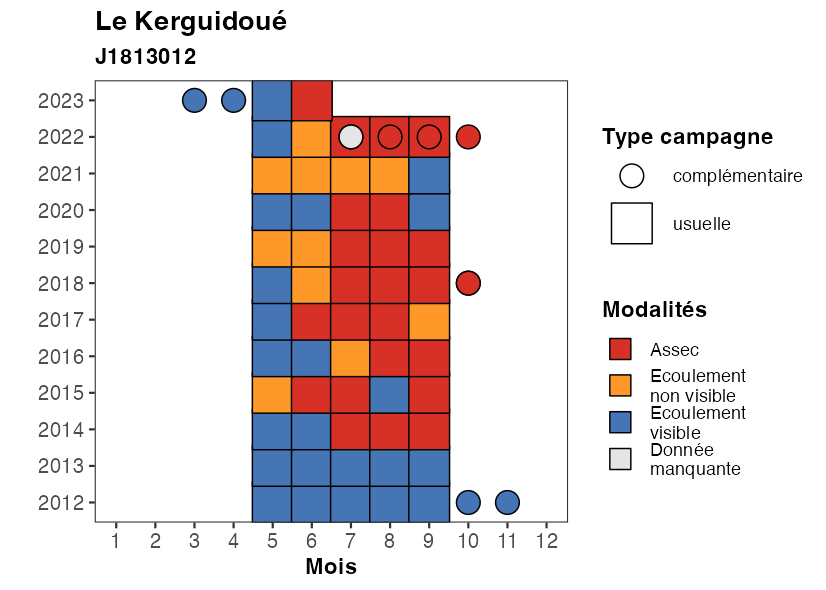 Le Kerguidoué
J1813012
2023
2022
2021
2020
2019
2018
2017
2016
2015
2014
2013
2012
1 2 3 4 5 6 7 8 9 10 11 12
Mois
Type campagne
complémentaire
usuelle
Modalités
Assec
Ecoulement
non visible
Ecoulement
visible
Donnée
manquante